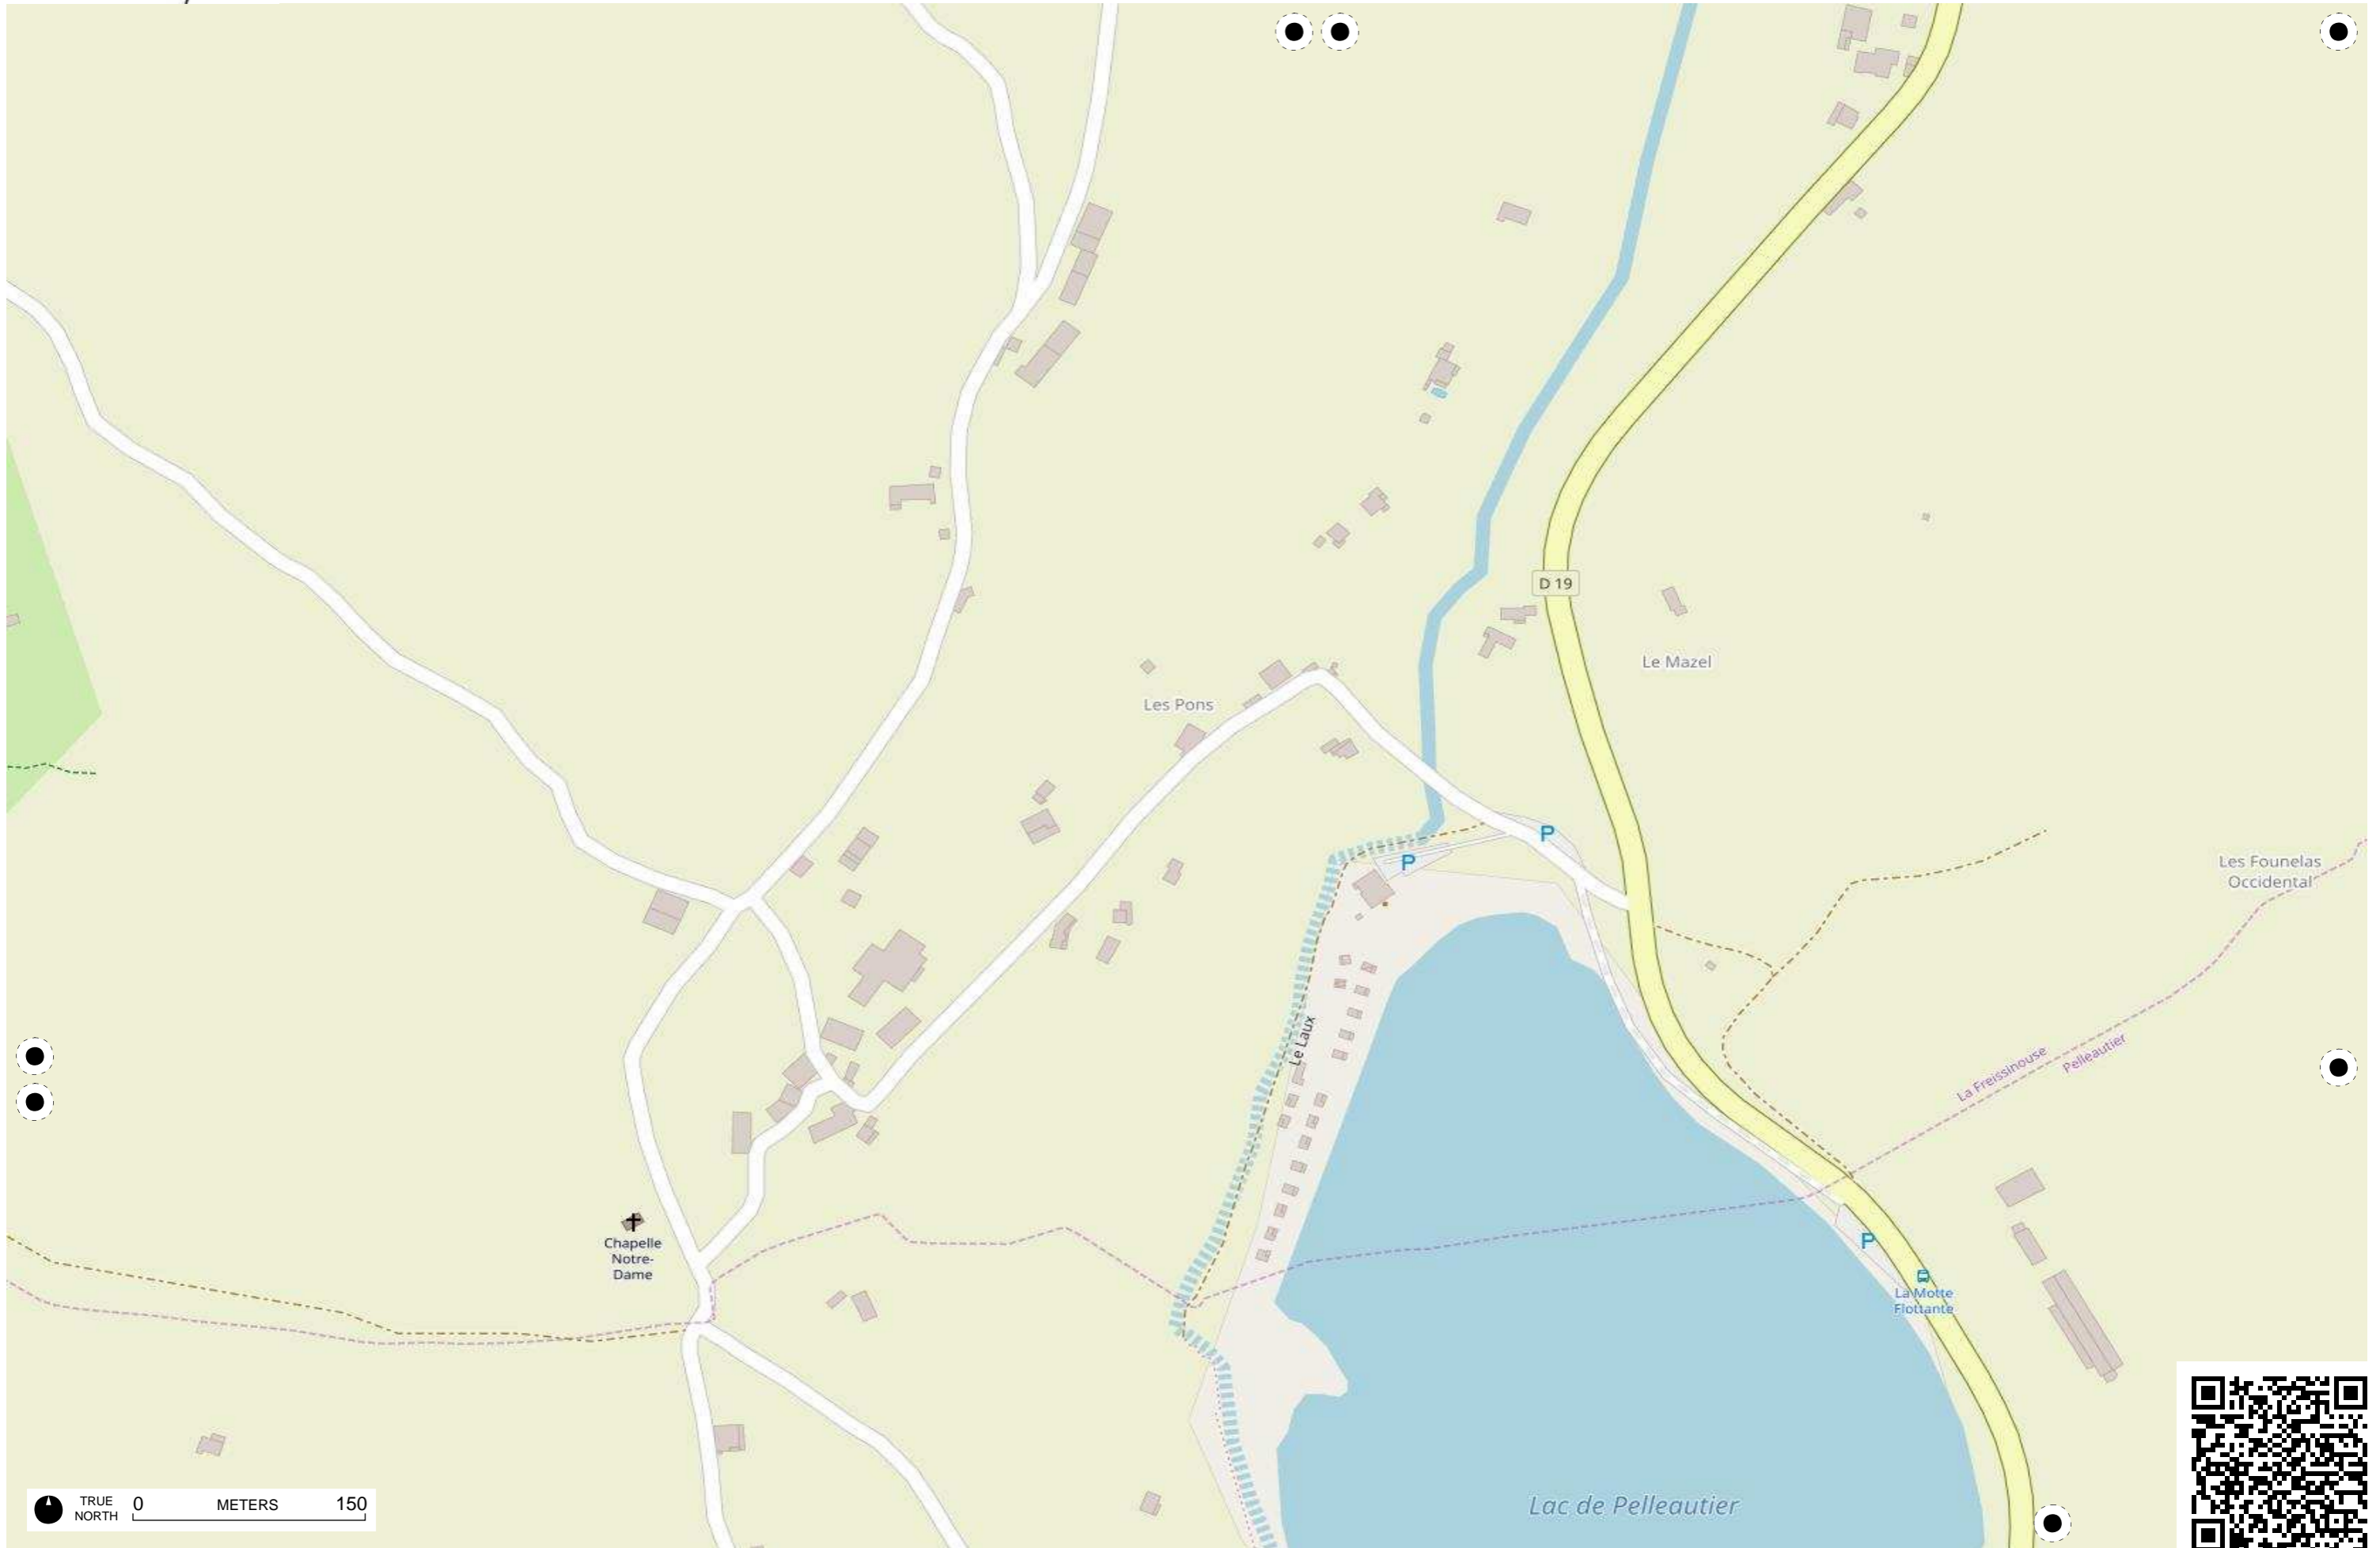 D 19
Le Mazel
Les Pons
P
P
Les Founelas
Occidental
Le Laux
La Freissinouse
Pelleautier
Chapelle
Notre-
Dame
P
La Motte
Flottante
Lac de Pelleautier
TRUE
NORTH
0 METERS 150